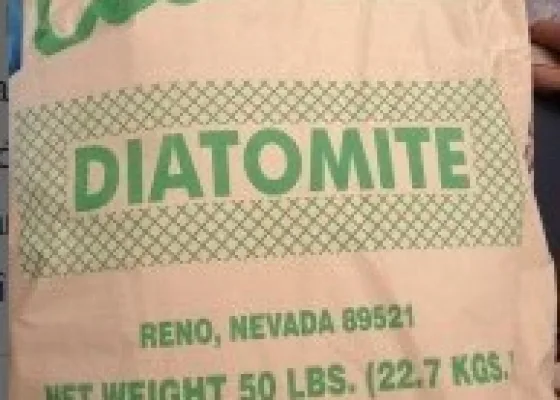 DIATOMITE
RENO, NEVADA 89521
NET WEIGHT 50 LBS. (22.7 KGS.)